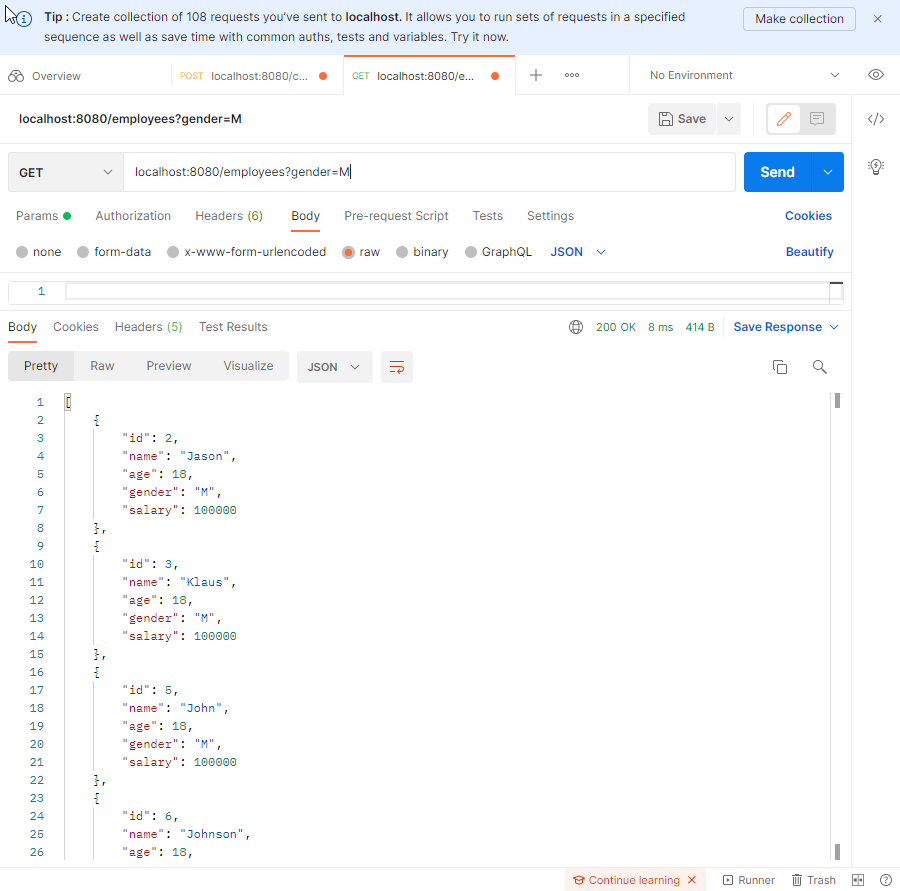 Tip : Create collection of 108 requests you've sent to localhost. It allows you to run sets of requests in a specified
sequence as well as save time with common auths, tests and variables. Try it now.
Make collection
Overview
POST localhost:8080/c...
GET localhost:8080/e...
No Environment
localhost:8080/employees?gender=M
Save
GET
localhost:8080/employees?gender=M
Send
Params Authorization Headers (6) Body Pre-request Script Tests Settings Cookies
none form-data x-www-form-urlencoded raw binary GraphQL JSON Beautify
1
Body Cookies Headers (5) Test Results 200 OK 8 ms 414 B Save Response
Pretty Raw Preview Visualize JSON
1 [
2 {
3 "id": 2,
4 "name": "Jason",
5 "age": 18,
6 "gender": "M",
7 "salary": 100000
8 },
9 {
10 "id": 3,
11 "name": "Klaus",
12 "age": 18,
13 "gender": "M",
14 "salary": 100000
15 },
16 {
17 "id": 5,
18 "name": "John",
19 "age": 18,
20 "gender": "M",
21 "salary": 100000
22 },
23 {
24 "id": 6,
25 "name": "Johnson",
26 "age": 18,
Continue learning Runner Trash